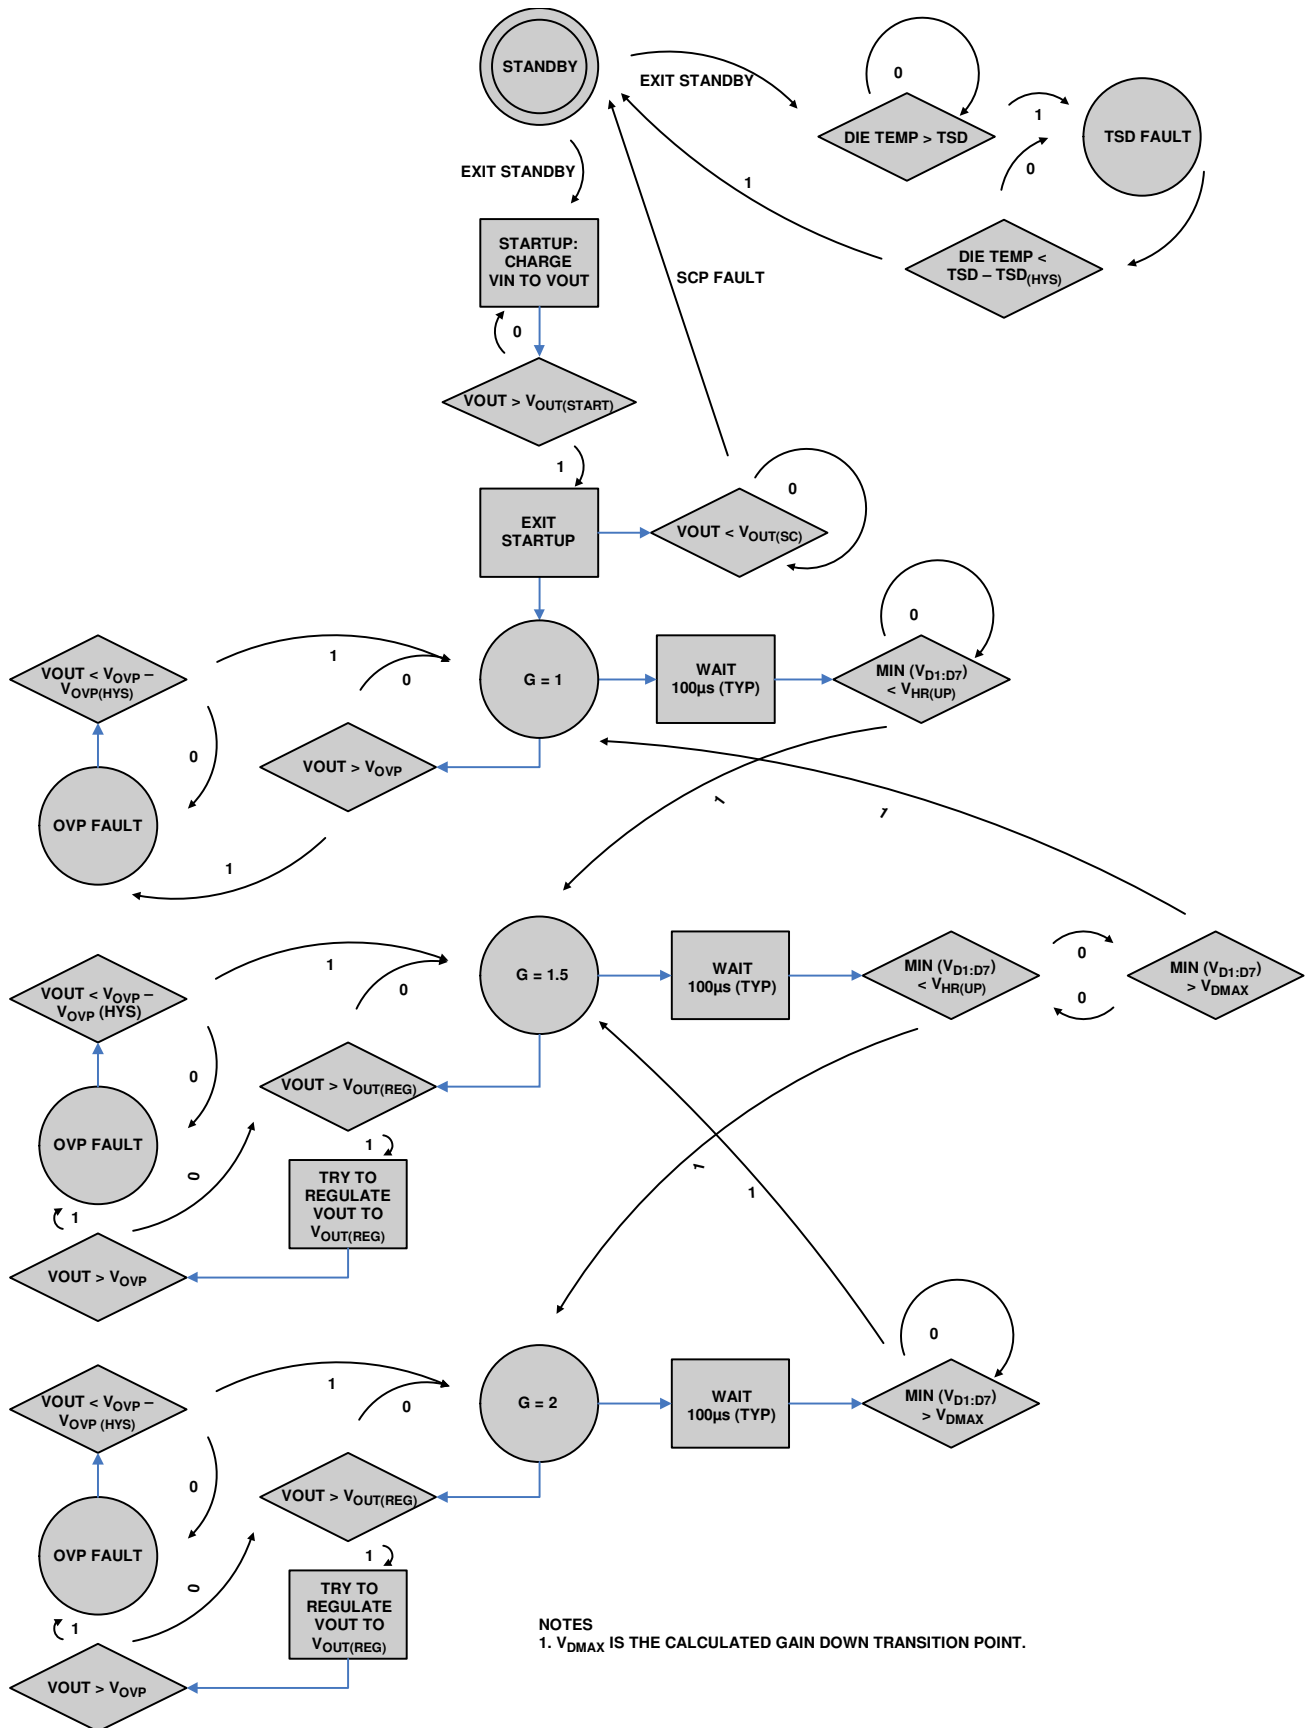 STANDBY
EXIT STANDBY
0
DIE TEMP > TSD
1
TSD FAULT
0
EXIT STANDBY
1
STARTUP:
CHARGE
VIN TO VOUT
DIE TEMP <
TSD – TSD(HYS)
SCP FAULT
0
VOUT > VOUT(START)
1
0
EXIT
STARTUP
VOUT < VOUT(SC)
0
VOUT < VOVP –
VOVP(HYS)
1
0
G = 1
WAIT
100µs (TYP)
MIN (VD1:D7)
< VHR(UP)
0
VOUT > VOVP
OVP FAULT
1
1
1
VOUT < VOVP –
VOVP (HYS)
1
0
G = 1.5
WAIT
100µs (TYP)
MIN (VD1:D7)
< VHR(UP)
0
0
MIN (VD1:D7)
> VDMAX
0
VOUT > VOUT(REG)
OVP FAULT
1
0
TRY TO
REGULATE
VOUT TO
VOUT(REG)
1
1
1
VOUT > VOVP
0
VOUT < VOVP –
VOVP (HYS)
1
0
G = 2
WAIT
100µs (TYP)
MIN (VD1:D7)
> VDMAX
0
VOUT > VOUT(REG)
OVP FAULT
1
0
TRY TO
REGULATE
VOUT TO
VOUT(REG)
1
VOUT > VOVP
NOTES
1. VDMAX IS THE CALCULATED GAIN DOWN TRANSITION POINT.